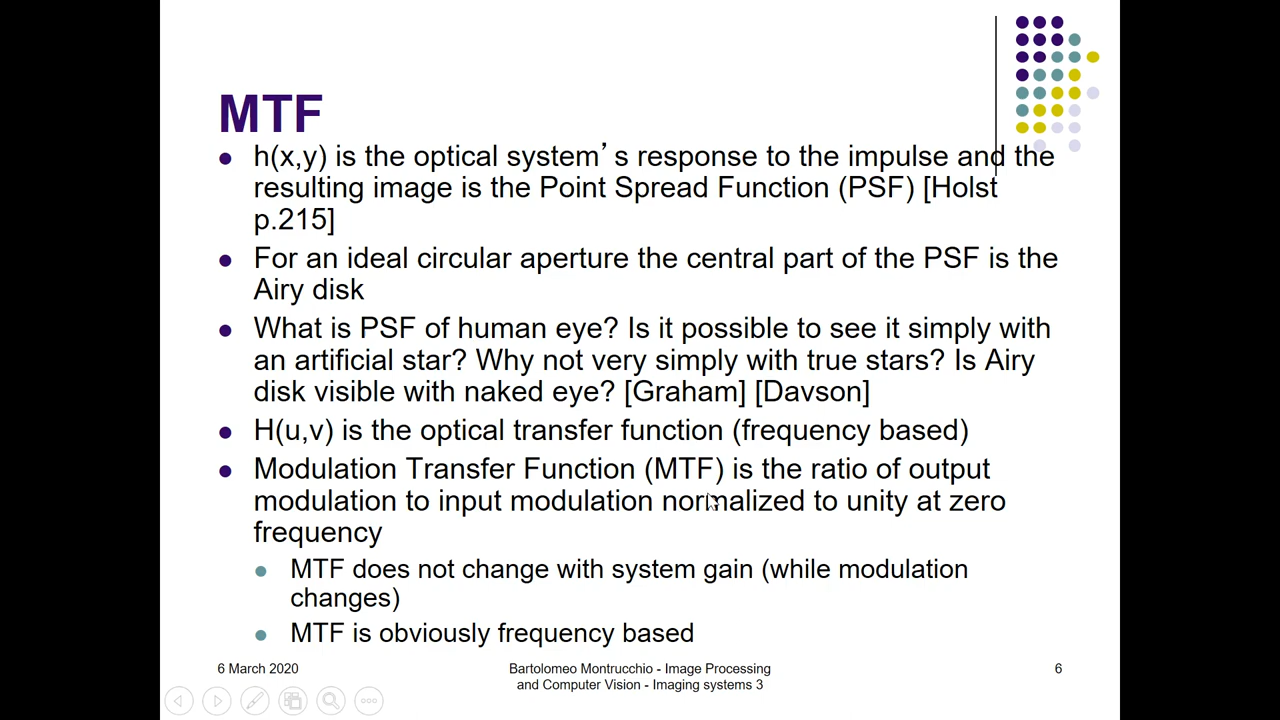 MTF
h(x,y) is the optical system’s response to the impulse and the
resulting image is the Point Spread Function (PSF) [Holst
p.215]
For an ideal circular aperture the central part of the PSF is the
Airy disk
What is PSF of human eye? Is it possible to see it simply with
an artificial star? Why not very simply with true stars? Is Airy
disk visible with naked eye? [Graham] [Davson]
H(u,v) is the optical transfer function (frequency based)
Modulation Transfer Function (MTF) is the ratio of output
modulation to input modulation normalized to unity at zero
frequency
MTF does not change with system gain (while modulation
changes)
MTF is obviously frequency based
6 March 2020
Bartolomeo Montrucchio - Image Processing
and Computer Vision - Imaging systems 3
6